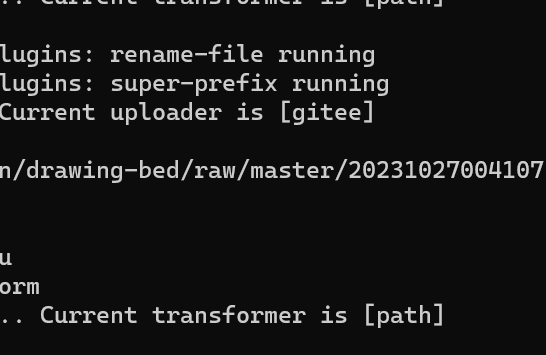 .. Current transformer is [path]
lugins: rename-file running
lugins: super-prefix running
Current uploader is [gitee]
n/drawing-bed/raw/master/20231027004107
u
orm
.. Current transformer is [path]